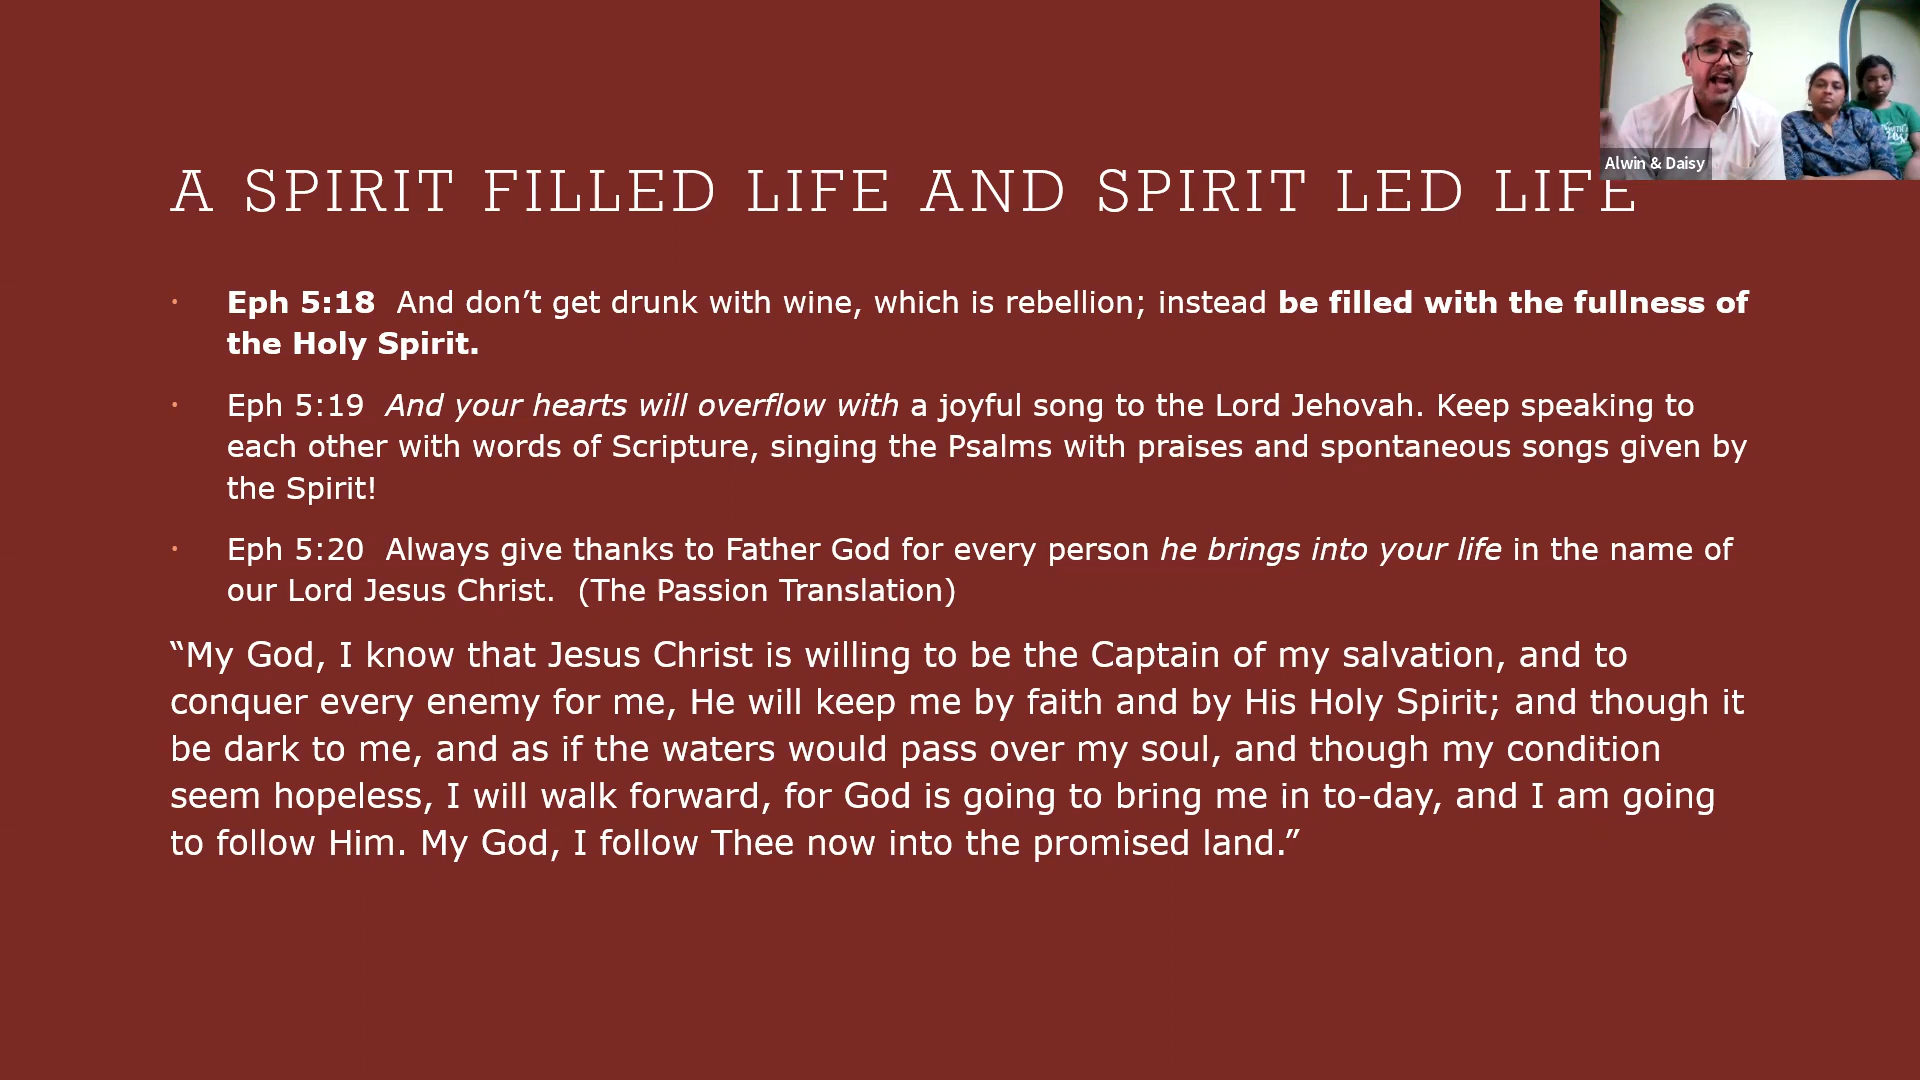 Alwin & Daisy
A SPIRIT FILLED LIFE AND SPIRIT LED LIFE
· Eph 5:18  And don’t get drunk with wine, which is rebellion; instead be filled with the fullness of
the Holy Spirit.
· Eph 5:19  And your hearts will overflow with a joyful song to the Lord Jehovah. Keep speaking to
each other with words of Scripture, singing the Psalms with praises and spontaneous songs given by
the Spirit!
· Eph 5:20  Always give thanks to Father God for every person he brings into your life in the name of
our Lord Jesus Christ.  (The Passion Translation)
“My God, I know that Jesus Christ is willing to be the Captain of my salvation, and to
conquer every enemy for me, He will keep me by faith and by His Holy Spirit; and though it
be dark to me, and as if the waters would pass over my soul, and though my condition
seem hopeless, I will walk forward, for God is going to bring me in to-day, and I am going
to follow Him. My God, I follow Thee now into the promised land.”